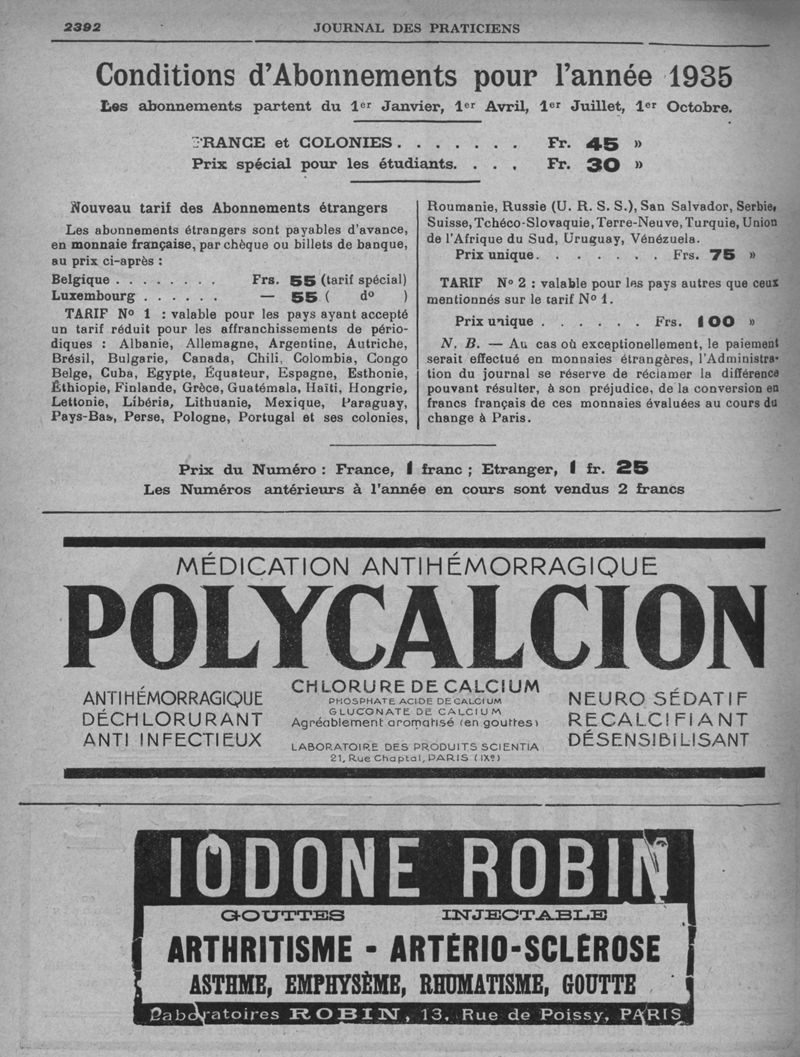 2392
JOURNAL DES PRATICIENS
Conditions d'Abonnements pour l'année 1935
Les abonnements partent du 1er Janvier, 1er Avril, 1er Juillet, 1er Octobre.
FRANCE et COLONIES . . . . . . . Fr. 45 »
Prix spécial pour les étudiants. . . . Fr. 30 »
Nouveau tarif des Abonnements étrangers
Les abonnements étrangers sont payables d'avance,
en monnaie française, par chèque ou billets de banque,
au prix ci-après :
Belgique . . . . . . . . Frs. 55 (tarif spécial)
Luxembourg . . . . . . — 55 ( do )
TARIF No 1 : valable pour les pays ayant accepté
un tarif réduit pour les affranchissements de pério-
diques : Albanie, Allemagne, Argentine, Autriche,
Brésil, Bulgarie, Canada, Chili, Colombia, Congo
Belge, Cuba, Egypte, Équateur, Espagne, Esthonie,
Éthiopie, Finlande, Grèce, Guatémala, Haïti, Hongrie,
Lettonie, Libéria, Lithuanie, Mexique, Paraguay,
Pays-Bas, Perse, Pologne, Portugal et ses colonies,
Roumanie, Russie (U. R. S. S.), San Salvador, Serbie,
Suisse, Tchéco-Slovaquie, Terre-Neuve, Turquie, Union
de l'Afrique du Sud, Uruguay, Vénézuela.
Prix unique. . . . . . . . Frs. 75 »
TARIF No 2 : valable pour les pays autres que ceux
mentionnés sur le tarif No 1.
Prix unique . . . . . . Frs. 100 »
N. B. — Au cas où exceptionellement, le paiement
serait effectué en monnaies étrangères, l'Administra-
tion du journal se réserve de réclamer la différence
pouvant résulter, à son préjudice, de la conversion en
francs français de ces monnaies évaluées au cours du
change à Paris.
Prix du Numéro : France, 1 franc ; Etranger, 1 fr. 25
Les Numéros antérieurs à l'année en cours sont vendus 2 francs
MÉDICATION ANTIHÉMORRAGIQUE
POLYCALCION
ANTIHÉMORRAGIQUE
DÉCHLORURANT
ANTI INFECTIEUX
CHLORURE DE CALCIUM
PHOSPHATE ACIDE DE CALCIUM
GLUCONATE DE CALCIUM
Agréablement aromatisé (en gouttes)
LABORATOIRE DES PRODUITS SCIENTIA
21, Rue Chaptal, PARIS (IXe)
NEURO SÉDATIF
RECALCIFIANT
DÉSENSIBILISANT
IODONE ROBIN
GOUTTES INJECTABLE
ARTHRITISME - ARTÉRIO-SCLÉROSE
ASTHME, EMPHYSÈME, RHUMATISME, GOUTTE
Laboratoires ROBIN, 13, Rue de Poissy, PARIS